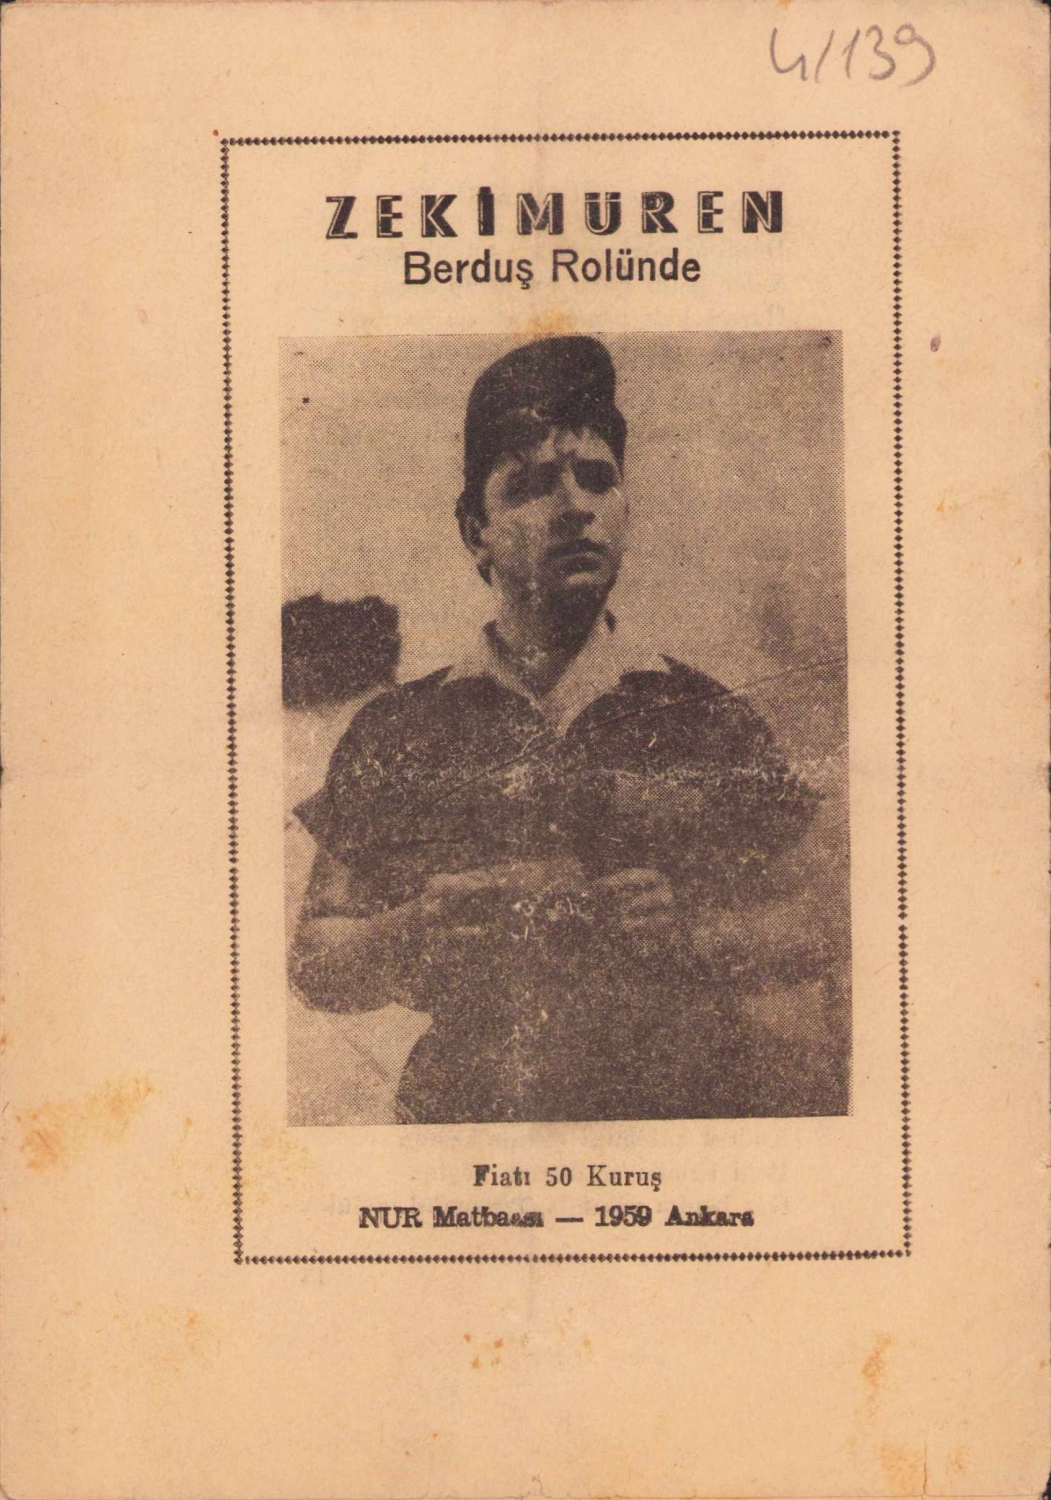 4/139
ZEKİ MÜREN
Berduş Rolünde
Fiatı 50 Kuruş
NUR Matbaası — 1959 Ankara